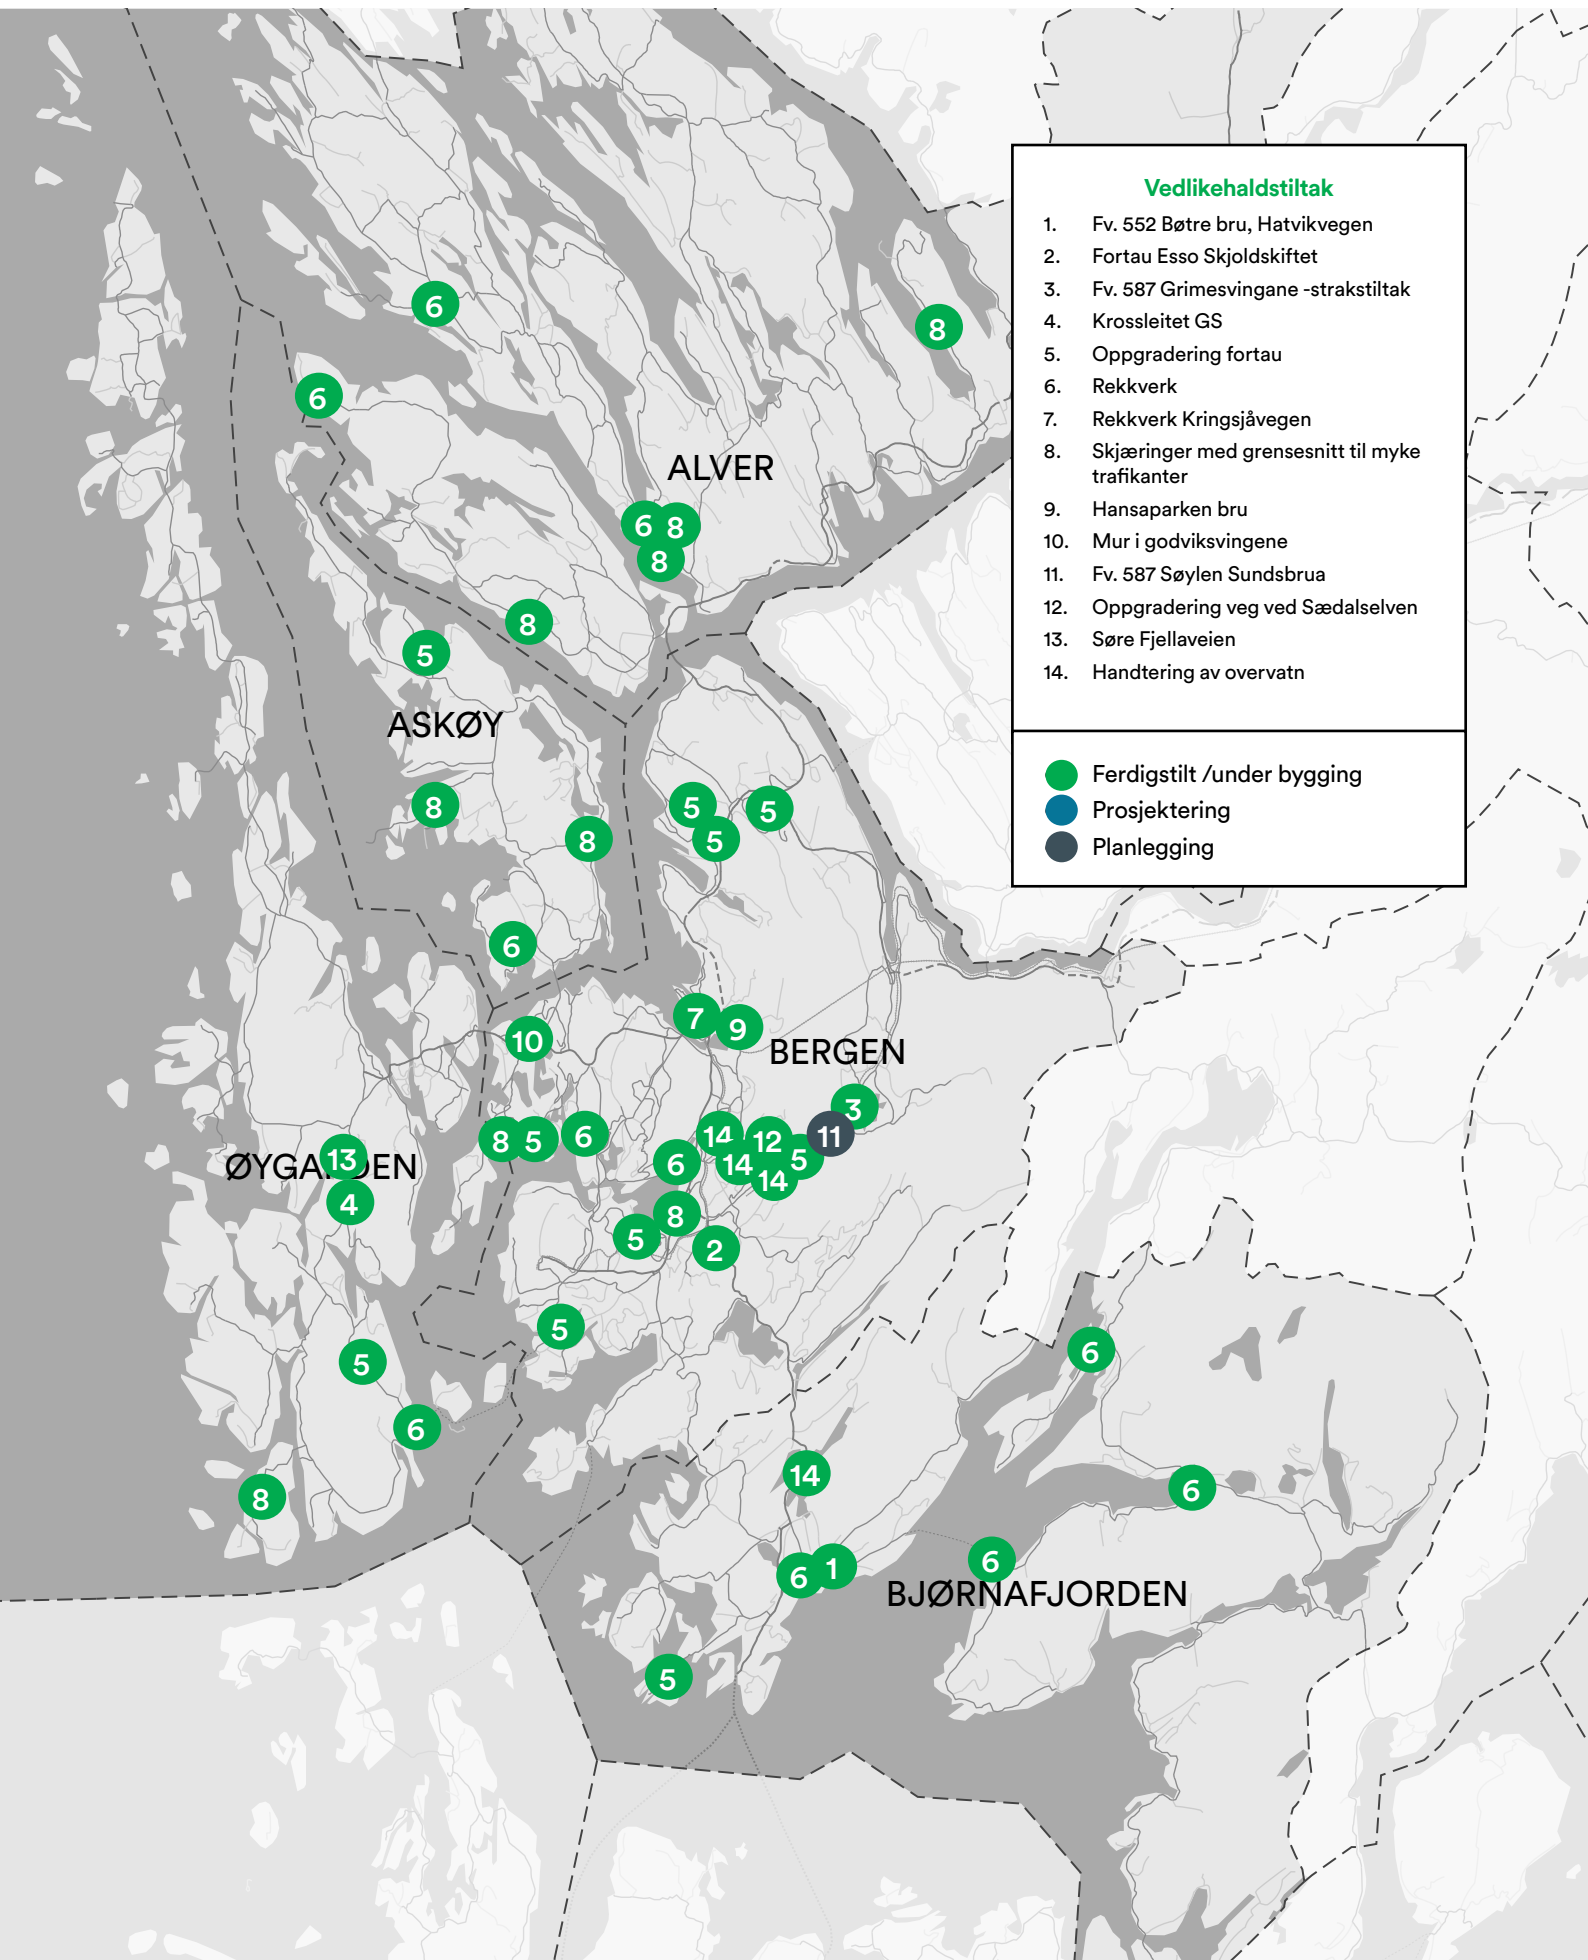 Vedlikehaldstiltak
1. Fv. 552 Bøtre bru, Hatvikvegen
2. Fortau Esso Skjoldskiftet
3. Fv. 587 Grimesvingane -strakstiltak
4. Krossleitet GS
5. Oppgradering fortau
6. Rekkverk
7. Rekkverk Kringsjåvegen
8. Skjæringer med grensesnitt til myke
trafikanter
9. Hansaparken bru
10. Mur i godviksvingene
11. Fv. 587 Søylen Sundsbrua
12. Oppgradering veg ved Sædalselven
13. Søre Fjellaveien
14. Handtering av overvatn
Ferdigstilt /under bygging
Prosjektering
Planlegging
6
8
6
ALVER
6 8
8
8
5
ASKØY
8
8
5
5
5
6
7
9
10
BERGEN
3
11
8 5
6
14
12
6
14
5
14
13
ØYGARDEN
4
8
5
2
5
6
5
6
14
6
8
6
6
1
BJØRNAFJORDEN
5